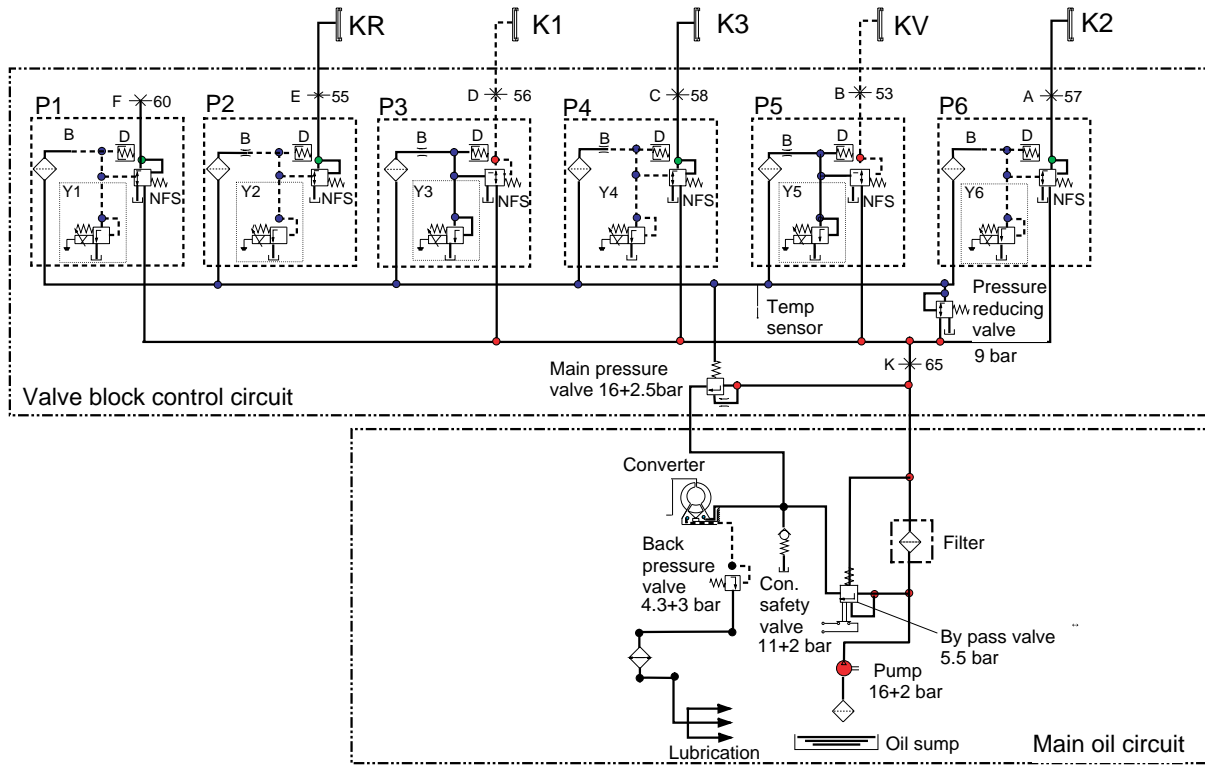 KR
K1
K3
KV
K2
F 60
E 55
D 56
C 58
B 53
A 57
P1
P2
P3
P4
P5
P6
B D
B D
B D
B D
B D
B D
Y1
Y2
Y3
Y4
Y5
Y6
NFS
NFS
NFS
NFS
NFS
NFS
Temp
sensor
Pressure
reducing
valve
9 bar
Main pressure
valve 16+2.5bar
K 65
Valve block control circuit
Converter
Back
pressure
valve
4.3+3 bar
Con.
safety
valve
11+2 bar
Filter
By pass valve
5.5 bar
Pump
16+2 bar
Lubrication
Oil sump
Main oil circuit